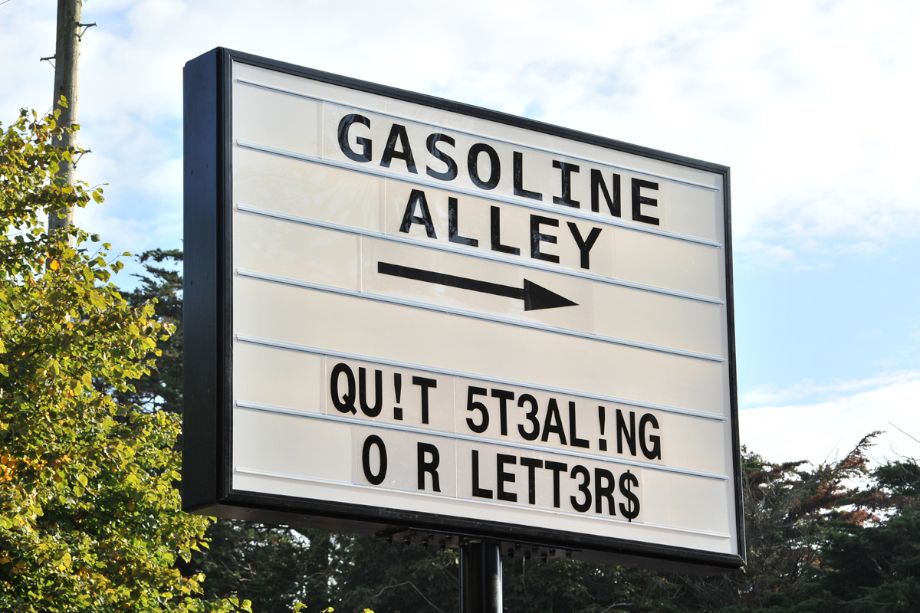 GASOLINE
ALLEY
QU!T 5T3AL!NG
O R LETT3R$